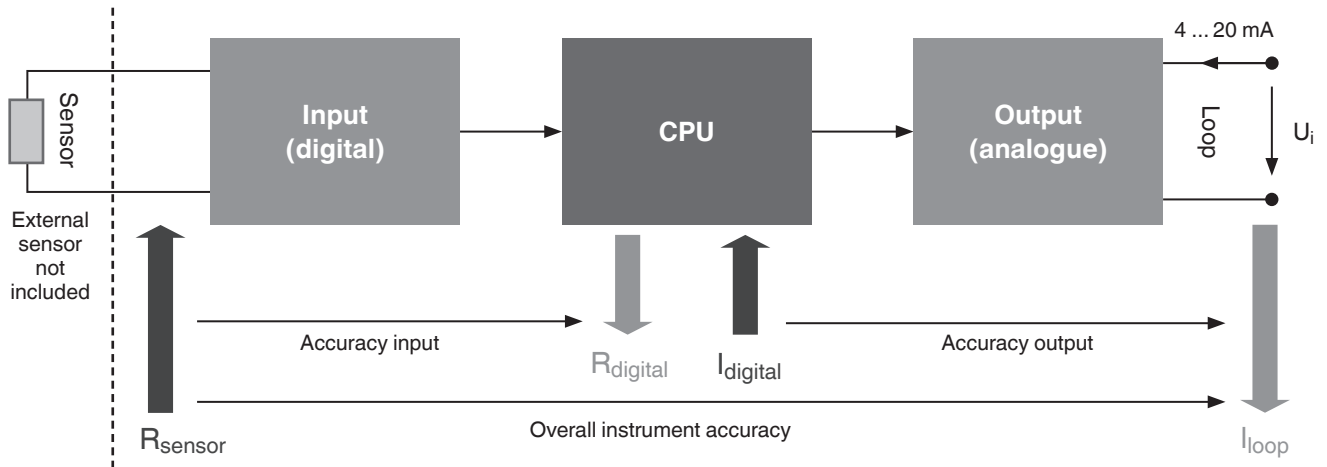 4 ... 20 mA
Sensor
Input
(digital)
CPU
Output
(analogue)
Loop
Ui
External
sensor
not
included
Accuracy input
Accuracy output
Rdigital
Idigital
Overall instrument accuracy
Rsensor
Iloop